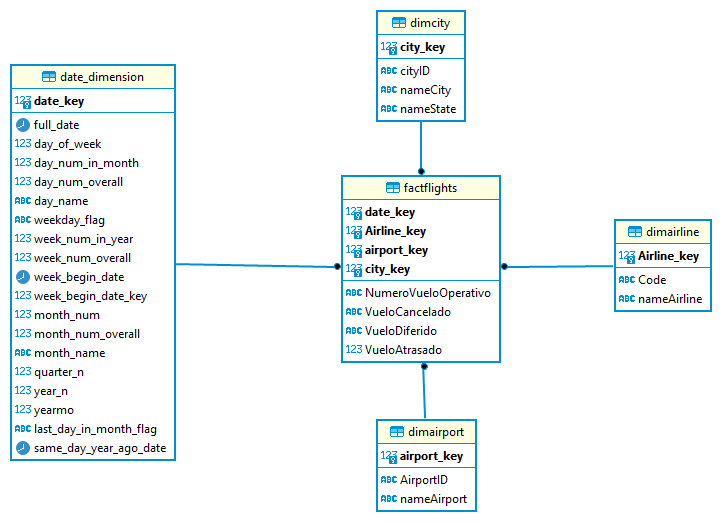 dimcity
123 city_key
ABC cityID
ABC nameCity
ABC nameState
date_dimension
123 date_key
full_date
123 day_of_week
123 day_num_in_month
123 day_num_overall
ABC day_name
ABC weekday_flag
123 week_num_in_year
123 week_num_overall
week_begin_date
123 week_begin_date_key
123 month_num
123 month_num_overall
ABC month_name
123 quarter_n
123 year_n
123 yearmo
ABC last_day_in_month_flag
same_day_year_ago_date
factflights
123 date_key
123 Airline_key
123 airport_key
123 city_key
ABC NumeroVueloOperativo
ABC VueloCancelado
ABC VueloDiferido
123 VueloAtrasado
dimairline
123 Airline_key
ABC Code
ABC nameAirline
dimairport
123 airport_key
ABC AirportID
ABC nameAirport